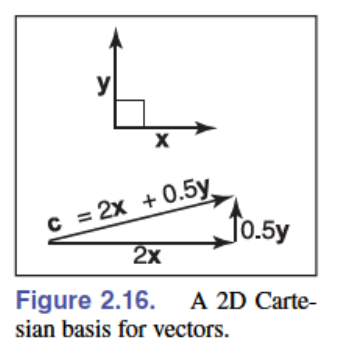 y
x
c = 2x + 0.5y
0.5y
2x
Figure 2.16. A 2D Carte-
sian basis for vectors.